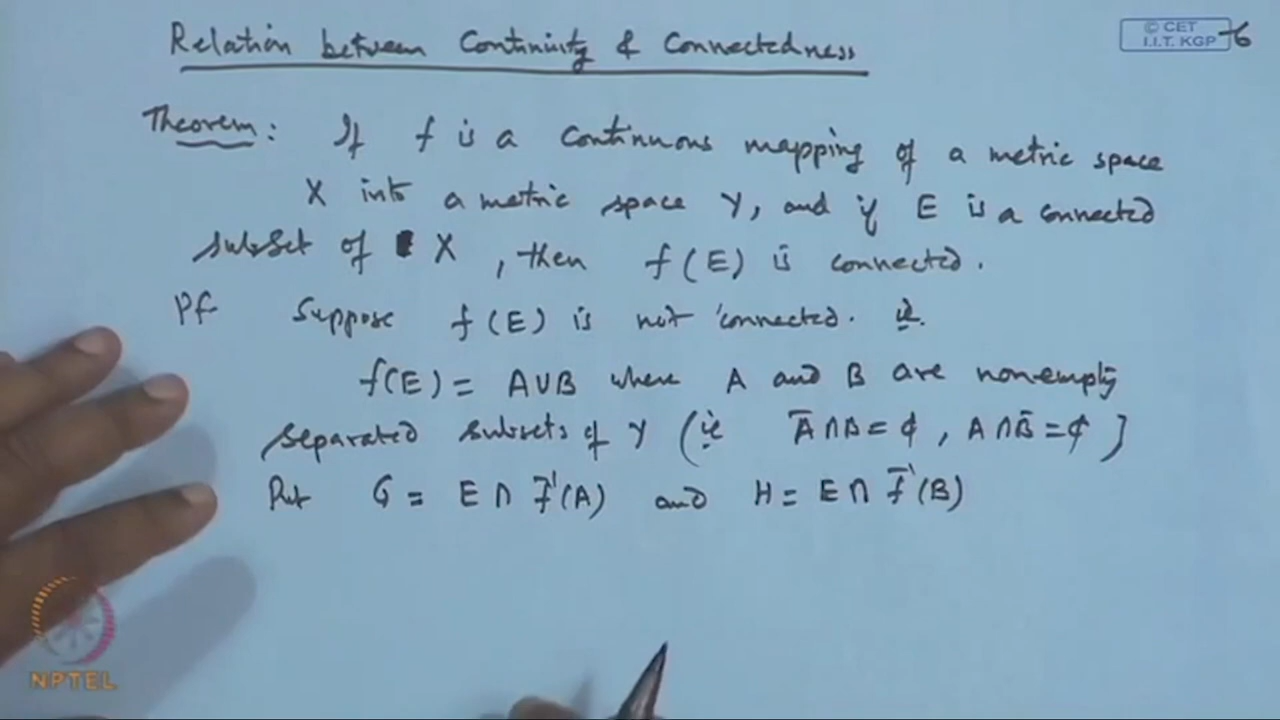 Relation between Continuity & Connectedness
© CET
I.I.T. KGP
6
Theorem: If f is a continuous mapping of a metric space
X into a metric space Y, and if E is a connected
subset of X, then f(E) is connected.
Pf Suppose f(E) is not connected. ie.
f(E) = A∪B where A and B are nonempty
separated subsets of Y (ie A̅∩B = ϕ, A∩B̅ = ϕ)
Put G = E ∩ f⁻¹(A) and H = E ∩ f⁻¹(B)
NPTEL